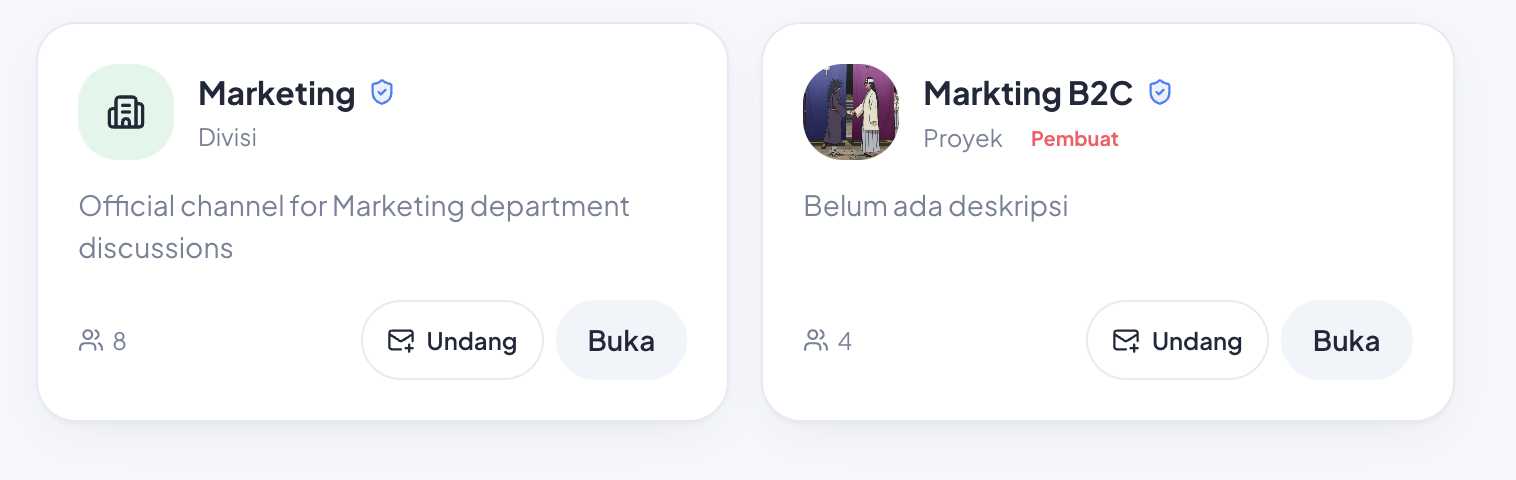 Marketing
Divisi
Official channel for Marketing department
discussions
8
Undang
Buka
Markting B2C
Proyek Pembuat
Belum ada deskripsi
4
Undang
Buka